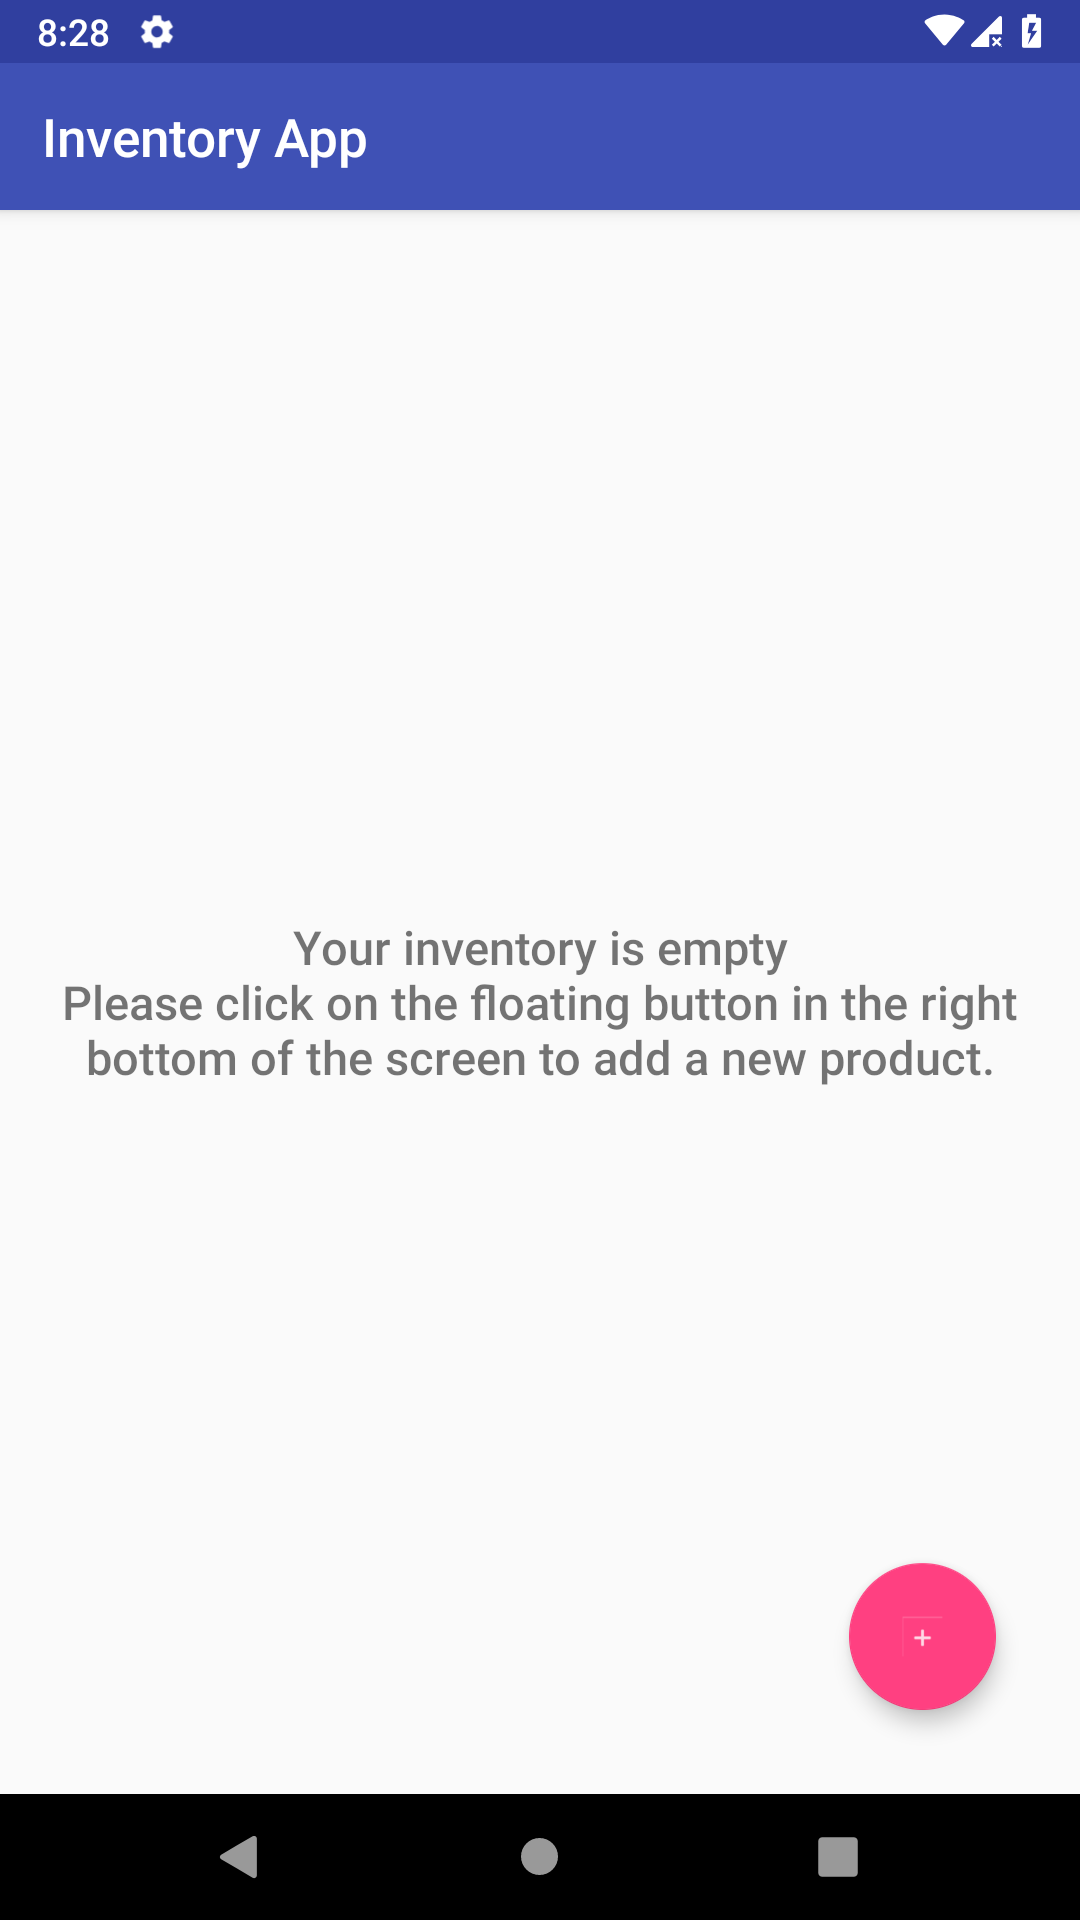 8:28
Inventory App
Your inventory is empty
Please click on the floating button in the right
bottom of the screen to add a new product.